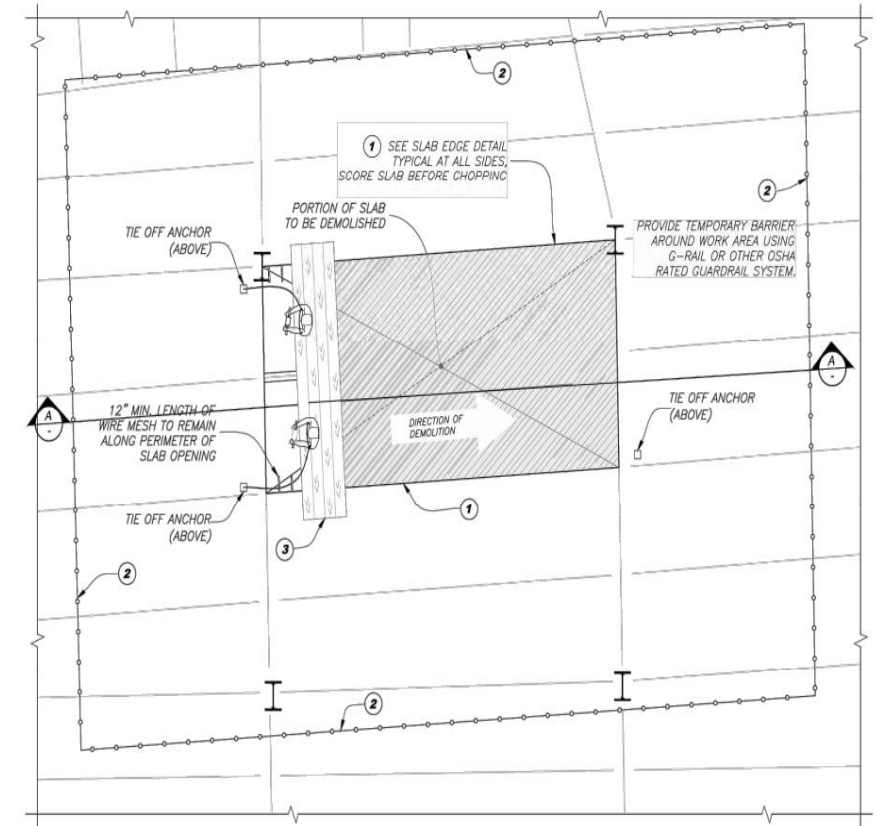 2
1 SEE SLAB EDGE DETAIL
TYPICAL AT ALL SIDES,
SCORE SLAB BEFORE CHOPPING
2
PORTION OF SLAB
TO BE DEMOLISHED
PROVIDE TEMPORARY BARRIER
AROUND WORK AREA USING
G-RAIL OR OTHER OSHA
RATED GUARDRAIL SYSTEM.
TIE OFF ANCHOR
(ABOVE)
A
-
A
-
12" MIN. LENGTH OF
WIRE MESH TO REMAIN
ALONG PERIMETER OF
SLAB OPENING
DIRECTION OF
DEMOLITION
TIE OFF ANCHOR
(ABOVE)
1
TIE OFF ANCHOR
(ABOVE)
3
2
2